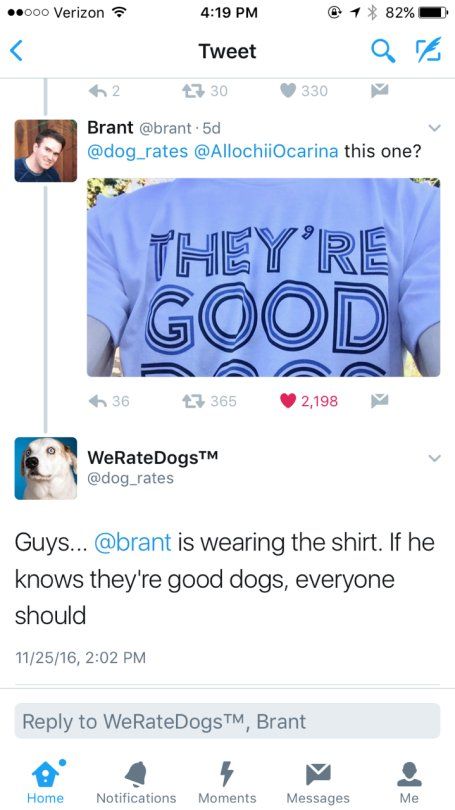 Verizon 4:19 PM 82%
Tweet
2 30 330
Brant @brant · 5d
@dog_rates @AllochiiOcarina this one?
THEY'RE
GOOD
DOGS
36 365 2,198
WeRateDogs™
@dog_rates
Guys... @brant is wearing the shirt. If he
knows they're good dogs, everyone
should
11/25/16, 2:02 PM
Reply to WeRateDogs™, Brant
Home Notifications Moments Messages Me